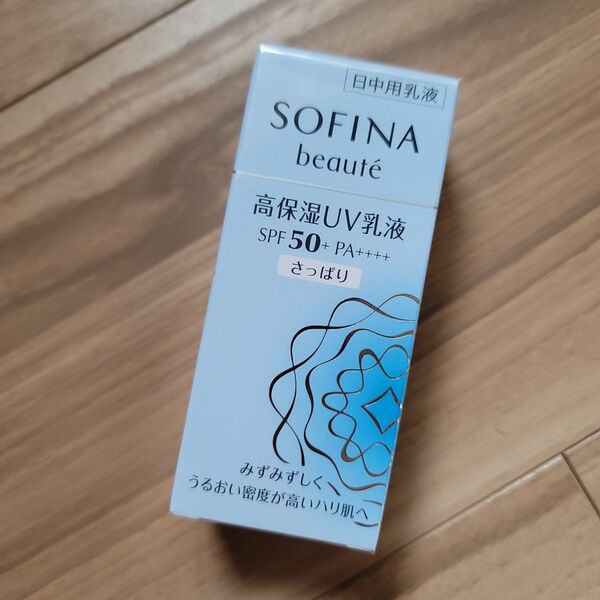 日中用乳液
SOFINA
beauté
高保湿UV乳液
SPF 50+ PA++++
さっぱり
みずみずしく、
うるおい密度が高いハリ肌へ